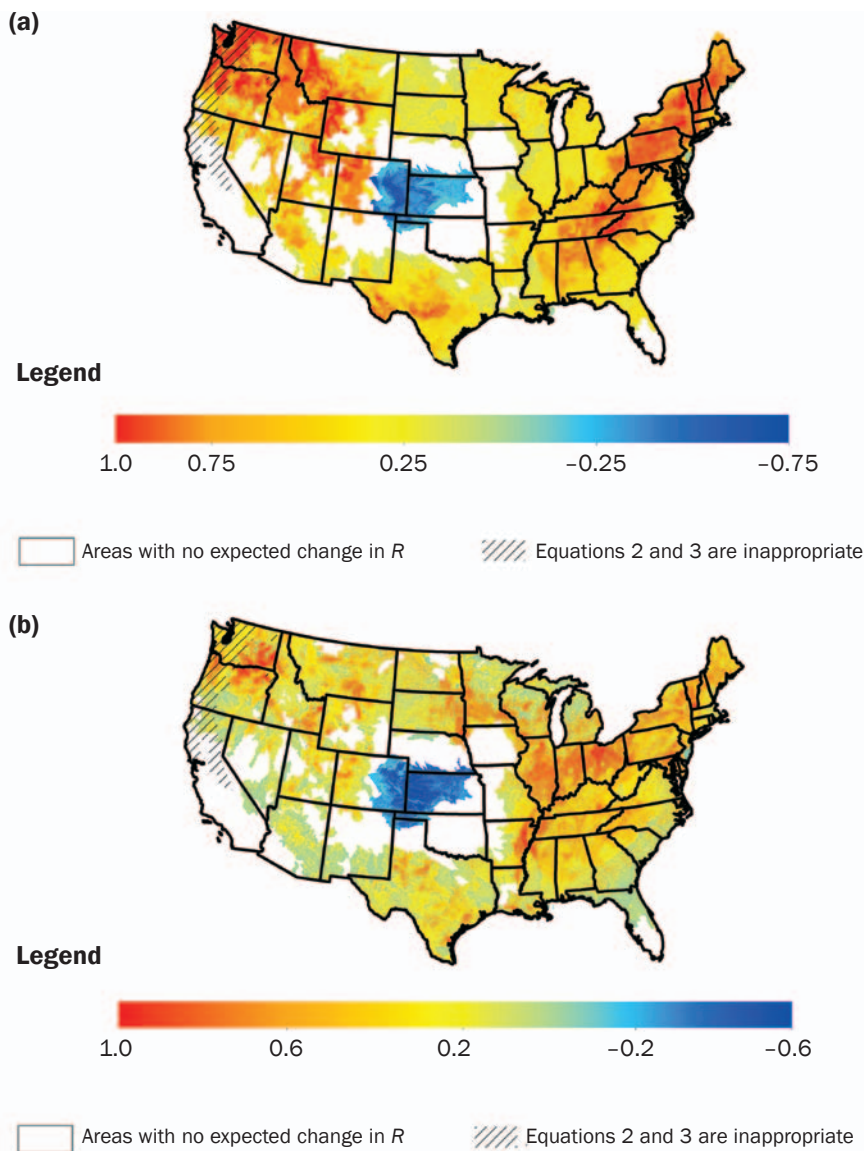 (a)
Legend
1.0 0.75 0.25 −0.25 −0.75
Areas with no expected change in R Equations 2 and 3 are inappropriate
(b)
Legend
1.0 0.6 0.2 −0.2 −0.6
Areas with no expected change in R Equations 2 and 3 are inappropriate